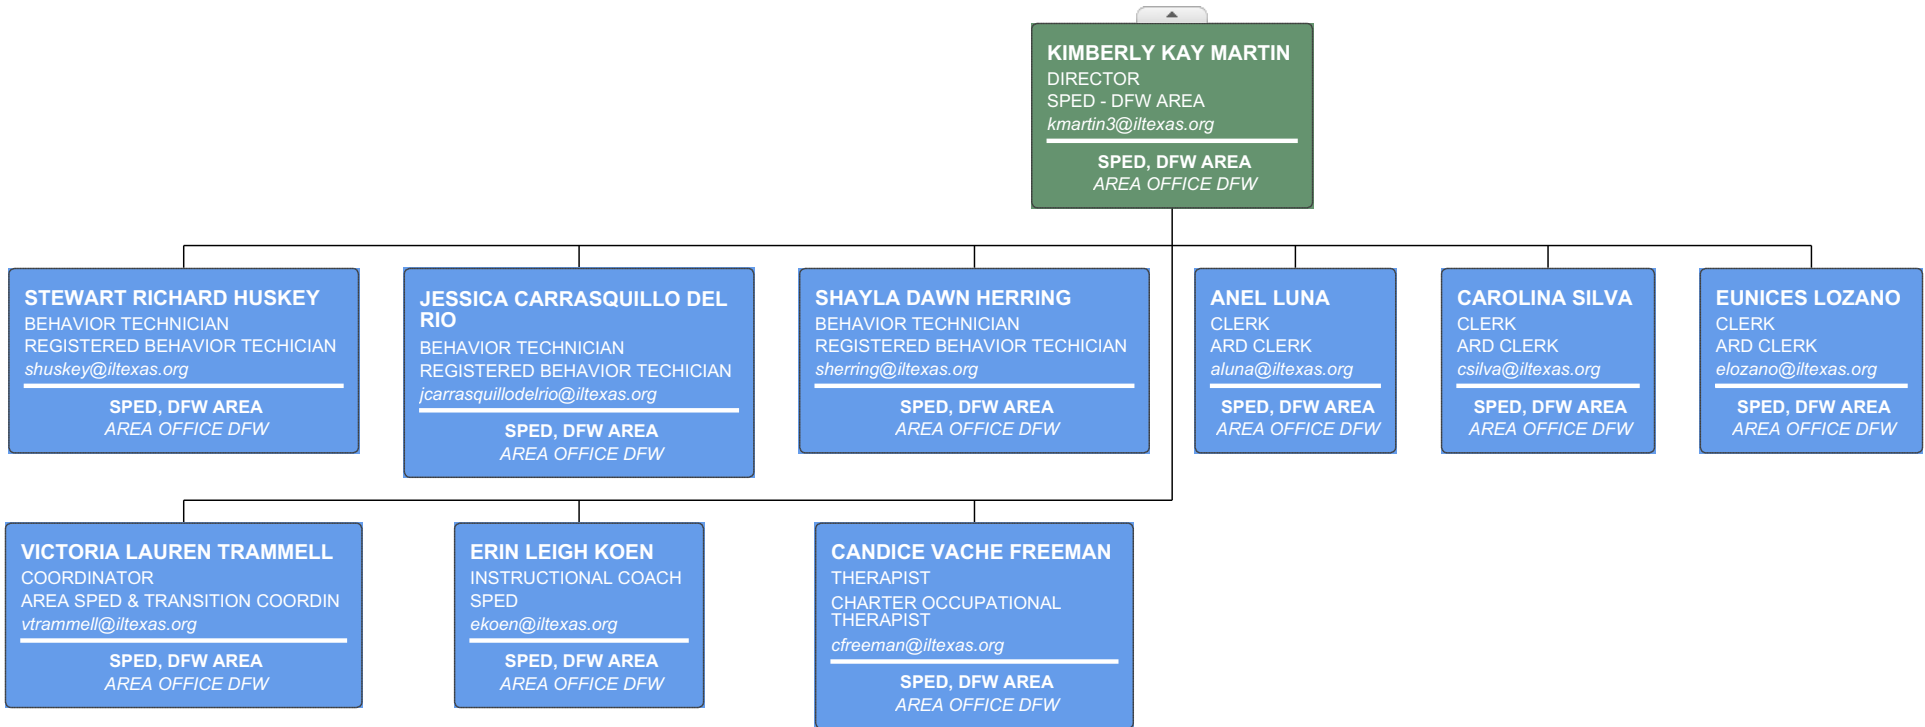 KIMBERLY KAY MARTIN
DIRECTOR
SPED - DFW AREA
kmartin3@iltexas.org
SPED, DFW AREA
AREA OFFICE DFW
STEWART RICHARD HUSKEY
BEHAVIOR TECHNICIAN
REGISTERED BEHAVIOR TECHICIAN
shuskey@iltexas.org
SPED, DFW AREA
AREA OFFICE DFW
JESSICA CARRASQUILLO DEL
RIO
BEHAVIOR TECHNICIAN
REGISTERED BEHAVIOR TECHICIAN
jcarrasquillodelrio@iltexas.org
SPED, DFW AREA
AREA OFFICE DFW
SHAYLA DAWN HERRING
BEHAVIOR TECHNICIAN
REGISTERED BEHAVIOR TECHICIAN
sherring@iltexas.org
SPED, DFW AREA
AREA OFFICE DFW
ANEL LUNA
CLERK
ARD CLERK
aluna@iltexas.org
SPED, DFW AREA
AREA OFFICE DFW
CAROLINA SILVA
CLERK
ARD CLERK
csilva@iltexas.org
SPED, DFW AREA
AREA OFFICE DFW
EUNICES LOZANO
CLERK
ARD CLERK
elozano@iltexas.org
SPED, DFW AREA
AREA OFFICE DFW
VICTORIA LAUREN TRAMMELL
COORDINATOR
AREA SPED & TRANSITION COORDIN
vtrammell@iltexas.org
SPED, DFW AREA
AREA OFFICE DFW
ERIN LEIGH KOEN
INSTRUCTIONAL COACH
SPED
ekoen@iltexas.org
SPED, DFW AREA
AREA OFFICE DFW
CANDICE VACHE FREEMAN
THERAPIST
CHARTER OCCUPATIONAL
THERAPIST
cfreeman@iltexas.org
SPED, DFW AREA
AREA OFFICE DFW